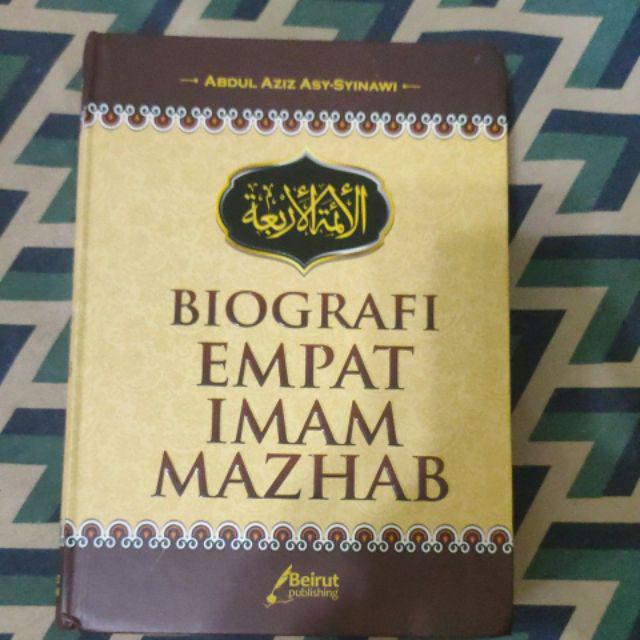 ABDUL AZIZ ASY-SYINAWI
الأئمة الأربعة
BIOGRAFI
EMPAT
IMAM
MAZHAB
Beirut
publishing